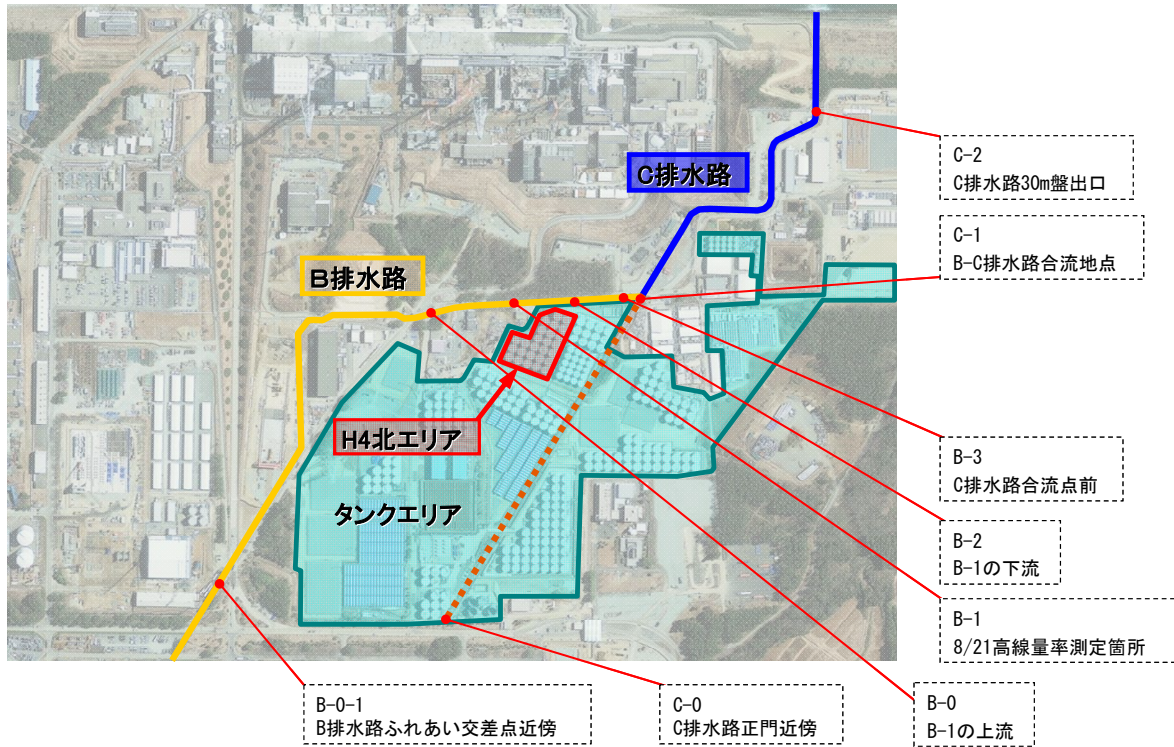 C排水路
B排水路
H4北エリア
タンクエリア
C-2
C排水路30m盤出口
C-1
B-C排水路合流地点
B-3
C排水路合流点前
B-2
B-1の下流
B-1
8/21高線量率測定箇所
B-0
B-1の上流
C-0
C排水路正門近傍
B-0-1
B排水路ふれあい交差点近傍